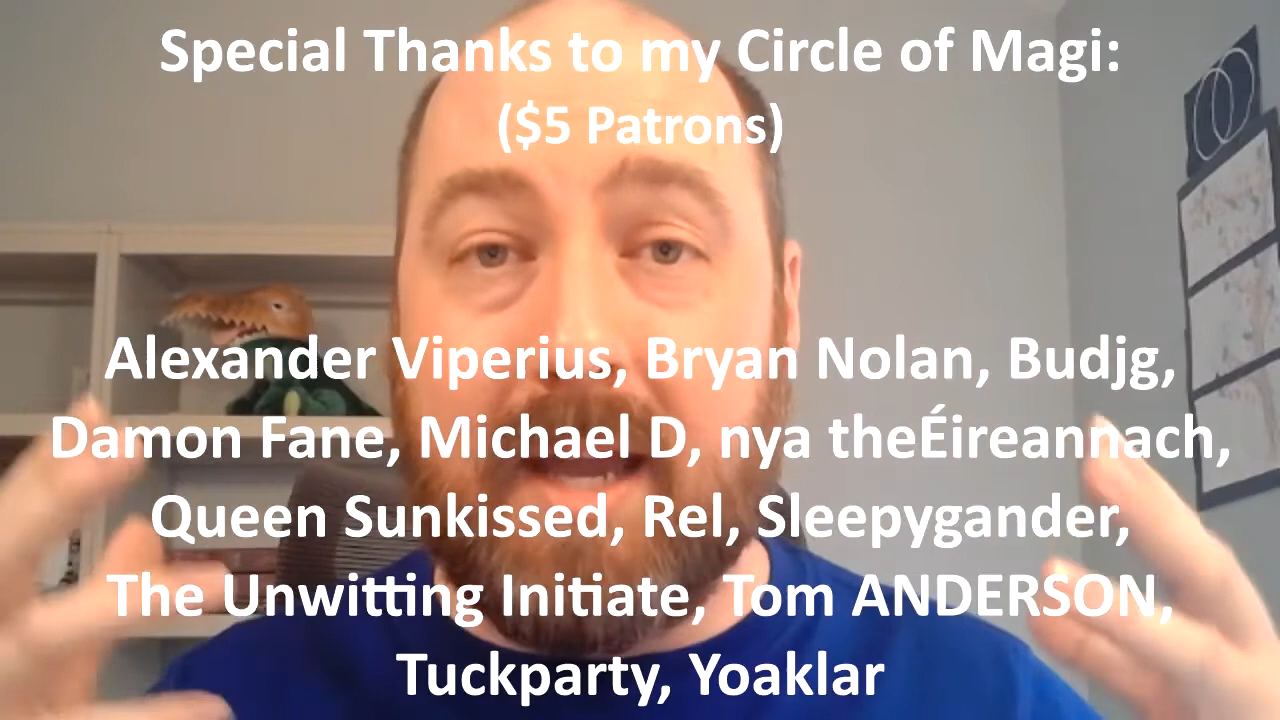 Special Thanks to my Circle of Magi:
($5 Patrons)
Alexander Viperius, Bryan Nolan, Budjg,
Damon Fane, Michael D, nya theÉireannach,
Queen Sunkissed, Rel, Sleepygander,
The Unwitting Initiate, Tom ANDERSON,
Tuckparty, Yoaklar